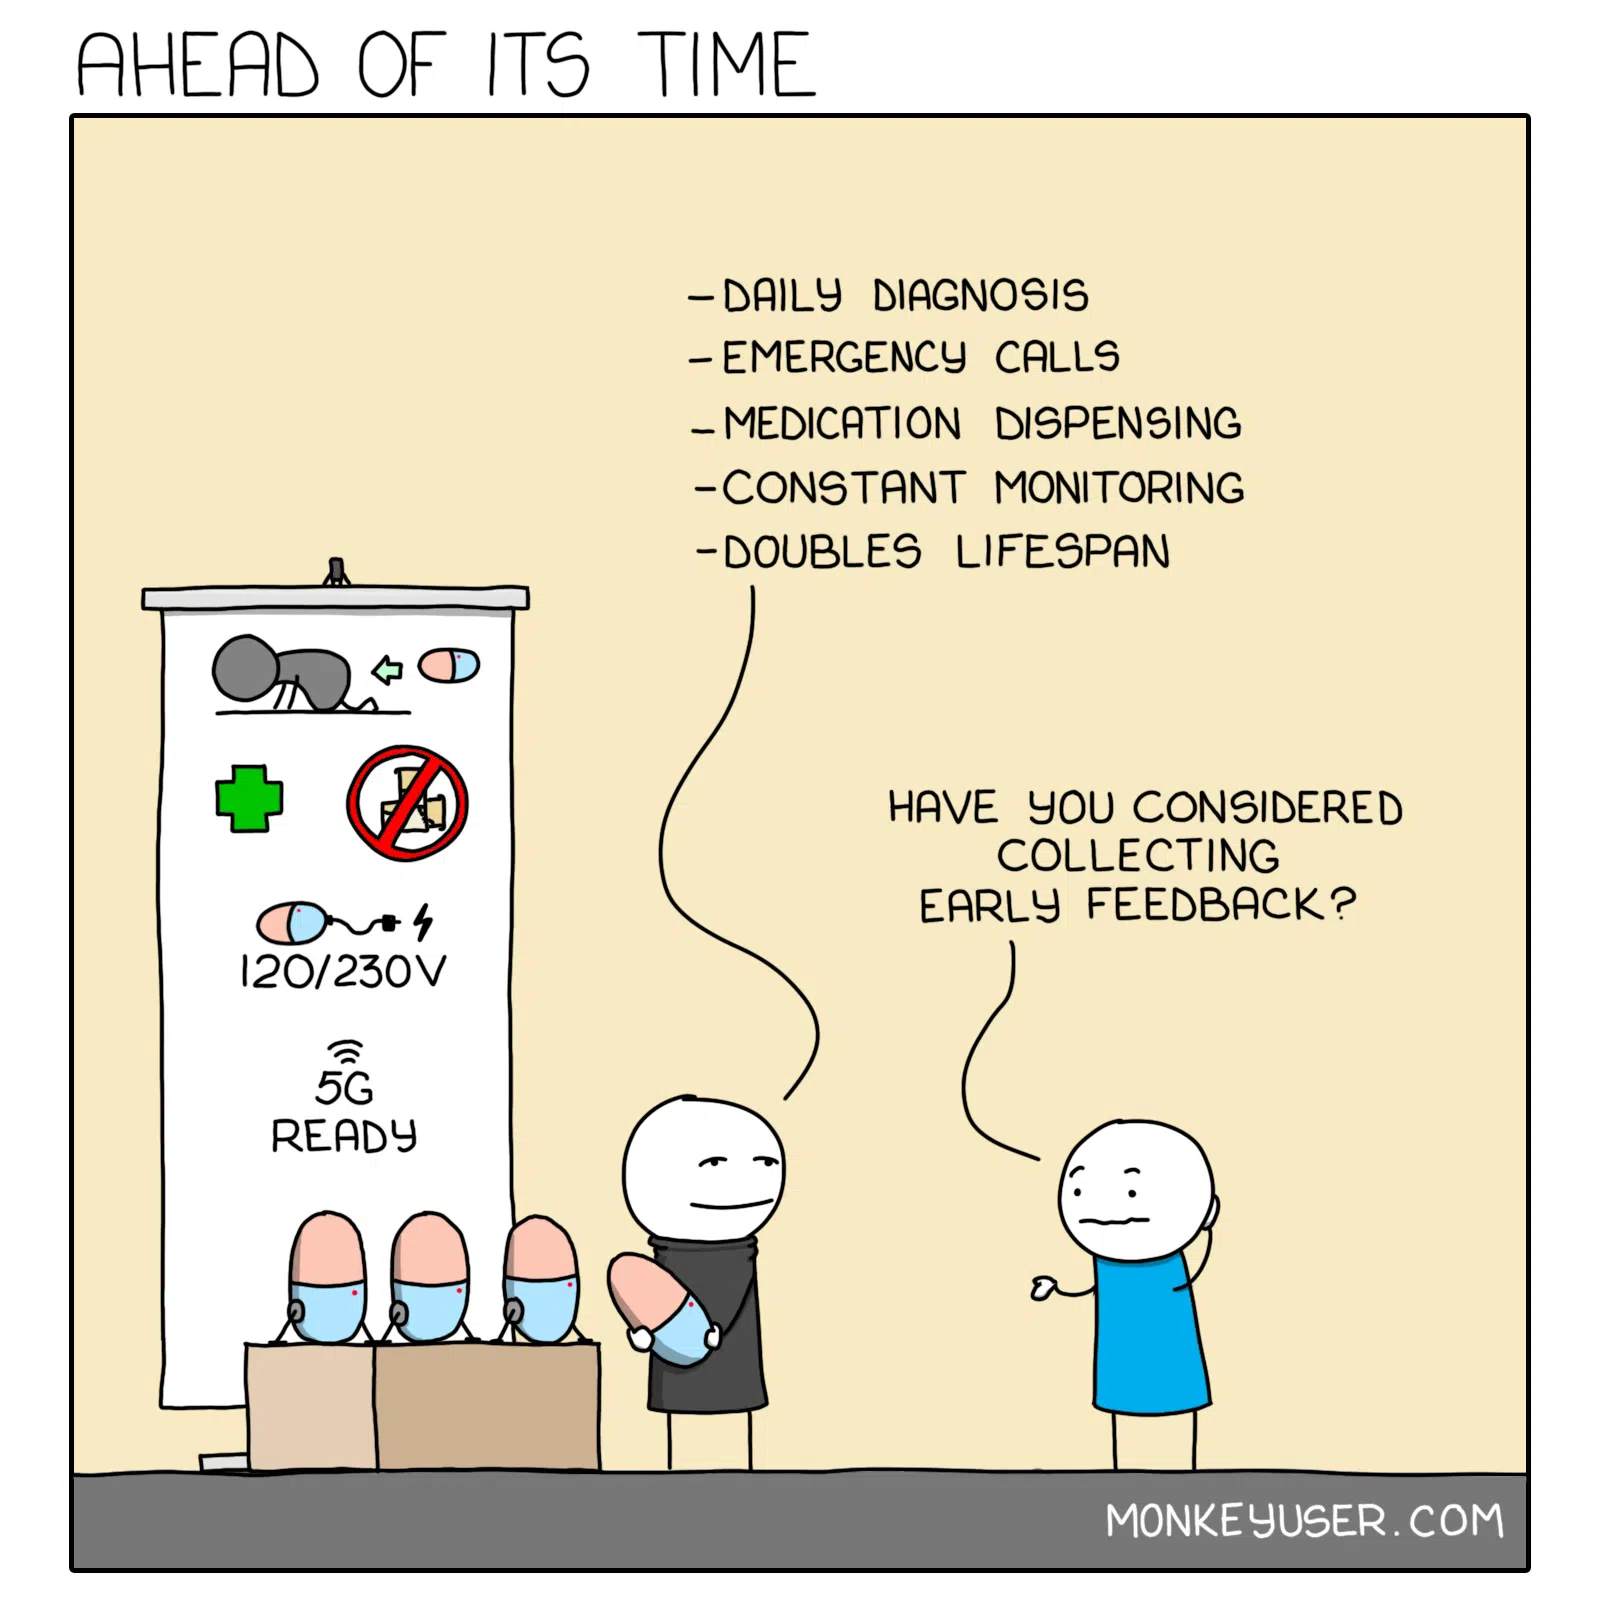 AHEAD OF ITS TIME
-DAILY DIAGNOSIS
-EMERGENCY CALLS
-MEDICATION DISPENSING
-CONSTANT MONITORING
-DOUBLES LIFESPAN
HAVE YOU CONSIDERED
COLLECTING
EARLY FEEDBACK?
120/230V
5G
READY
MONKEYUSER.COM